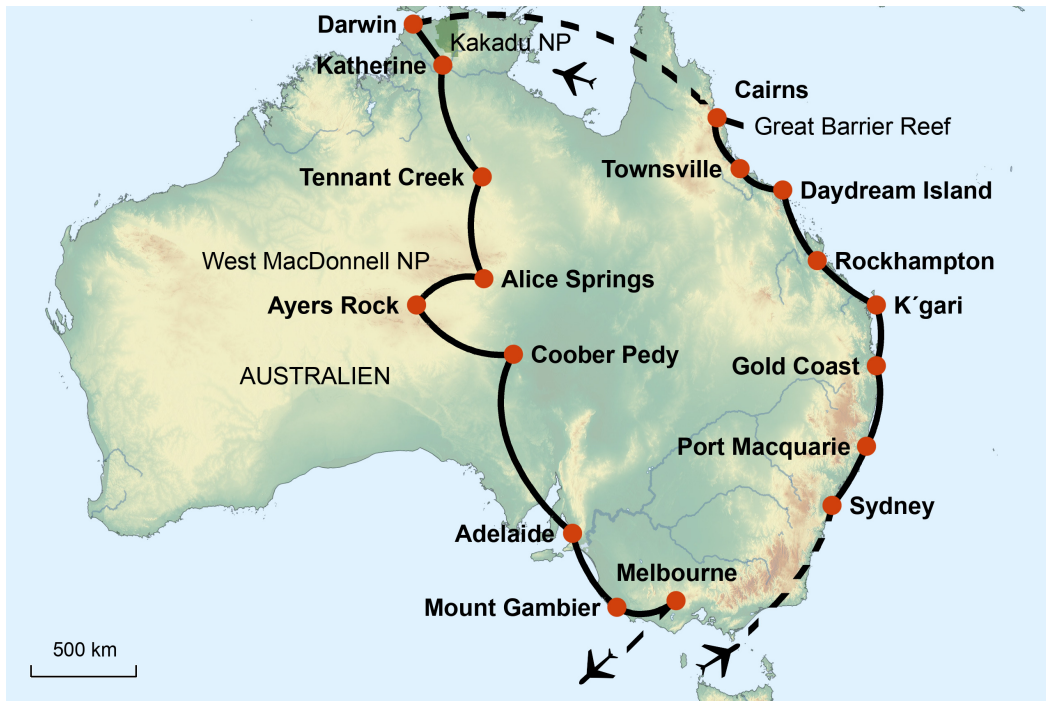 Darwin
Kakadu NP
Katherine
Cairns
Great Barrier Reef
Townsville
Tennant Creek
Daydream Island
West MacDonnell NP
Rockhampton
Alice Springs
Ayers Rock
K´gari
Coober Pedy
Gold Coast
AUSTRALIEN
Port Macquarie
Sydney
Adelaide
Melbourne
Mount Gambier
500 km